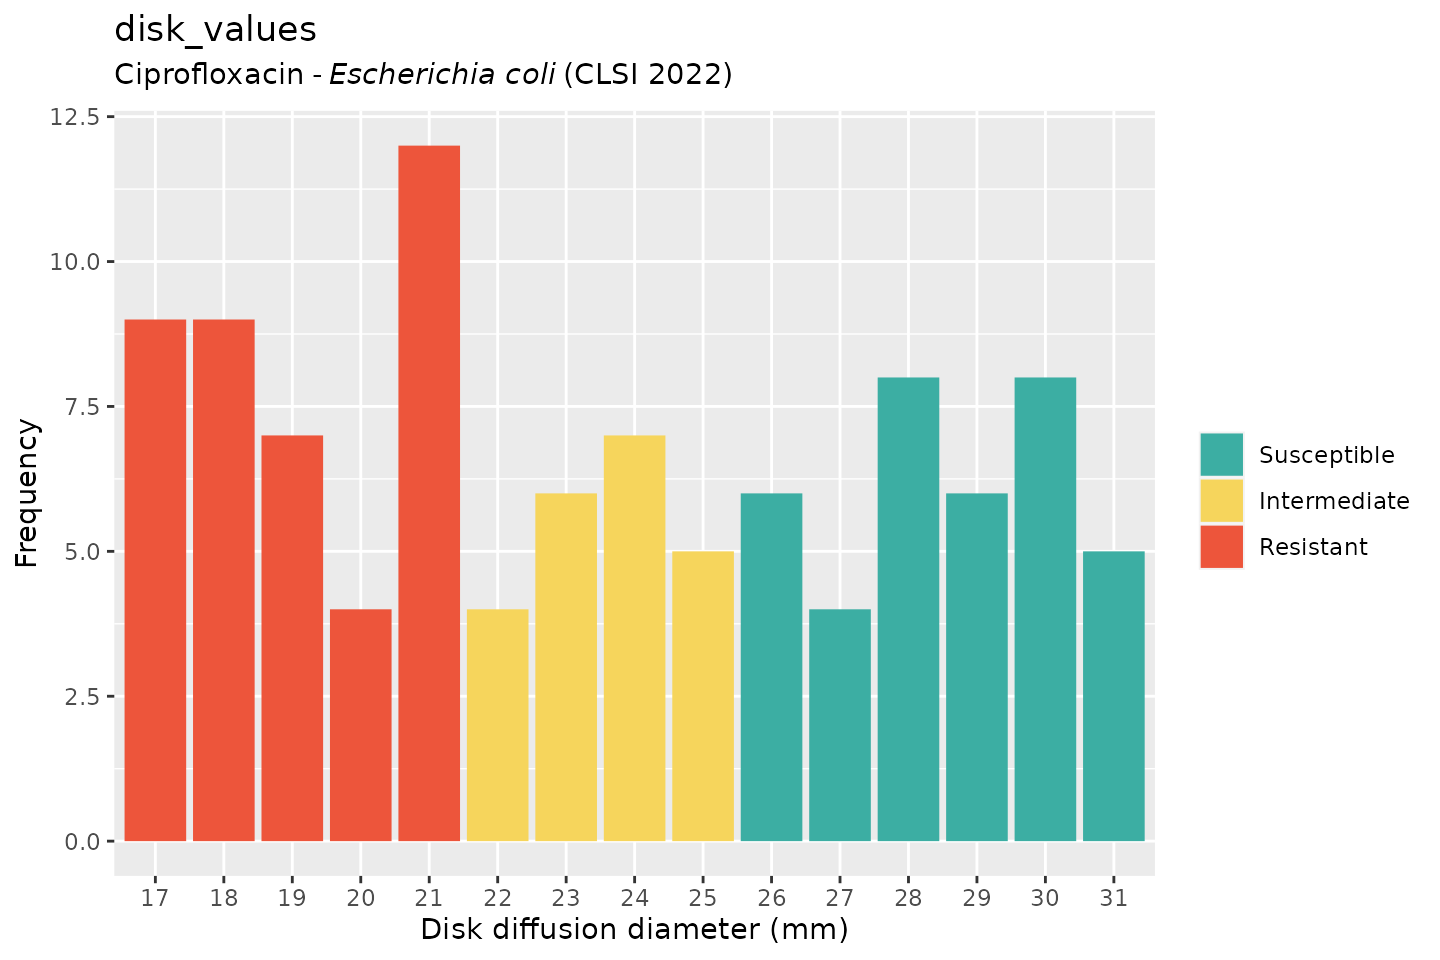 disk_values
Ciprofloxacin - Escherichia coli (CLSI 2022)
12.5
10.0
7.5
5.0
2.5
0.0
Frequency
17 18 19 20 21 22 23 24 25 26 27 28 29 30 31
Disk diffusion diameter (mm)
Susceptible
Intermediate
Resistant